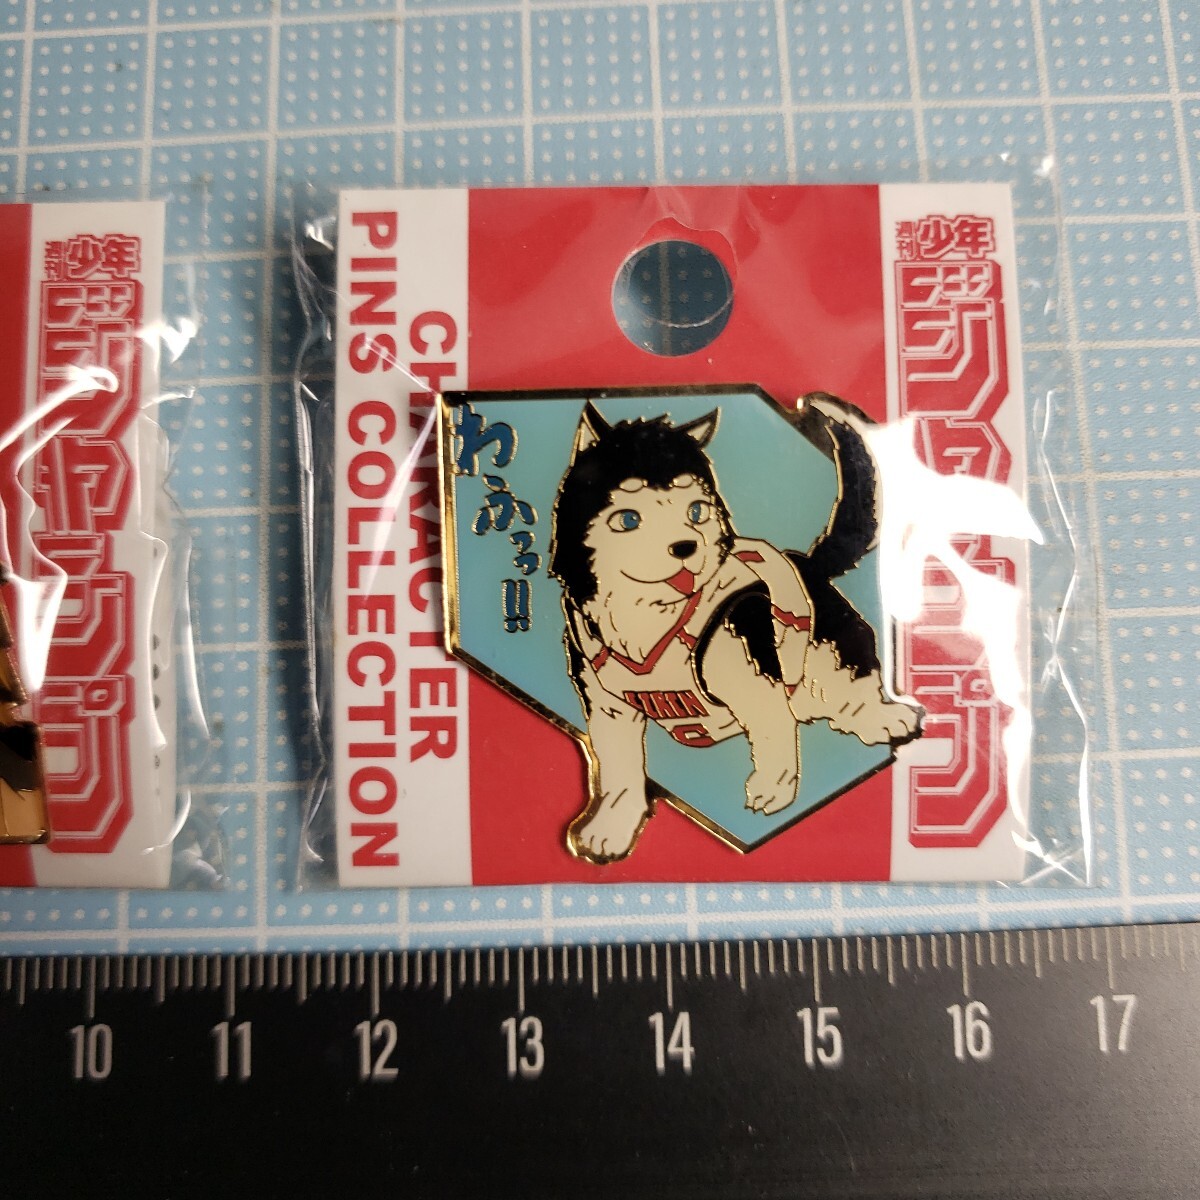 週刊
少年
ジャンプ
CHARACTER
PINS COLLECTION
わふっ!!
SEIRIN
週刊
少年
ジャンプ
10 11 12 13 14 15 16 17